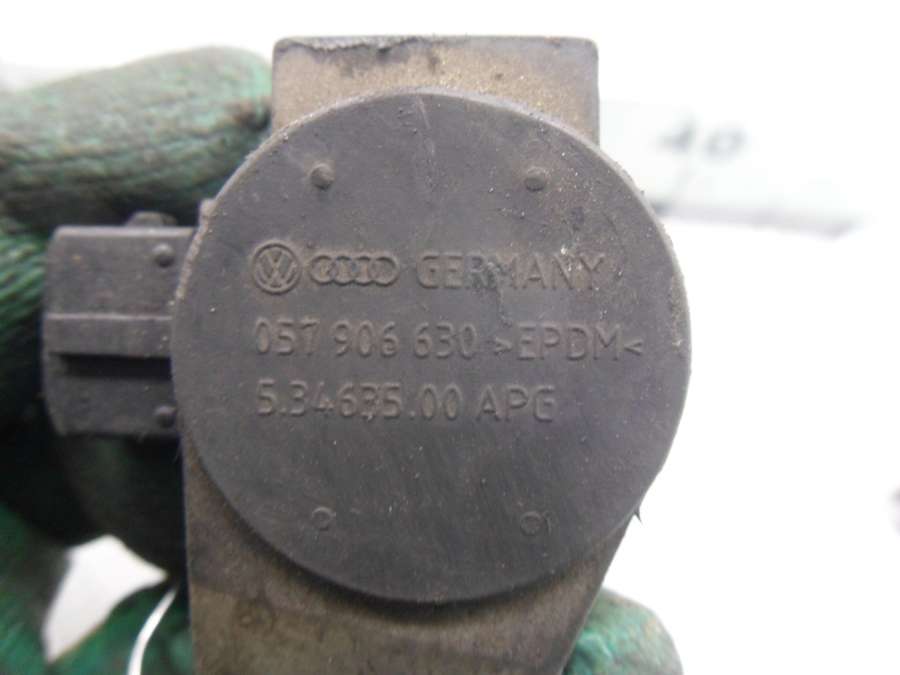 GERMANY
057 906 630 >EPDM<
5.34635.00 APG